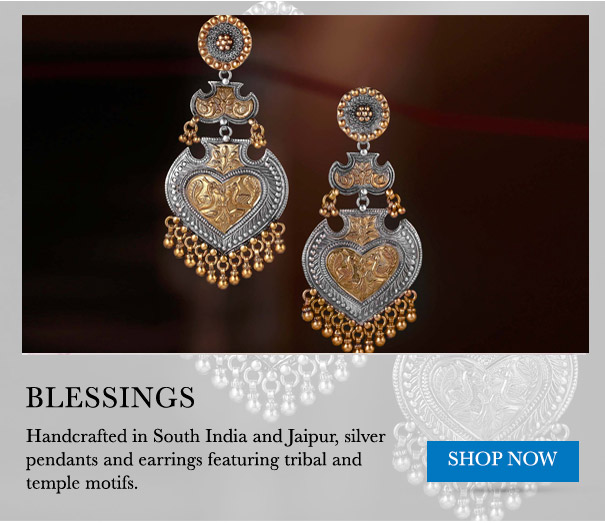 BLESSINGS
Handcrafted in South India and Jaipur, silver
pendants and earrings featuring tribal and
temple motifs.
SHOP NOW